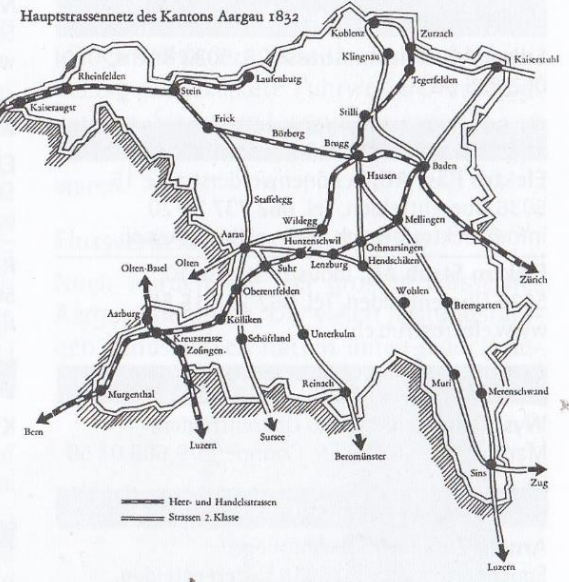 Hauptstrassennetz des Kantons Aargau 1832
Koblenz
Zurzach
Klingnau
Kaiserstuhl
Rheinfelden
Laufenburg
Tegerfelden
Stein
Kaiseraugst
Stilli
Frick
Bözberg
Brugg
Baden
Hausen
Staffelegg
Mellingen
Wildegg
Aarau
Hunzenschwil
Othmarsingen
Olten
Suhr
Lenzburg
Hendschiken
Olten-Basel
Zürich
Oberentfelden
Wohlen
Bremgarten
Aarburg
Kölliken
Kreuzstrasse
Schöftland
Unterkulm
Zofingen
Murgenthal
Reinach
Muri
Merenschwand
Bern
Luzern
Sursee
Beromünster
Sins
Zug
Heer- und Handelsstrassen
Strassen 2. Klasse
Luzern